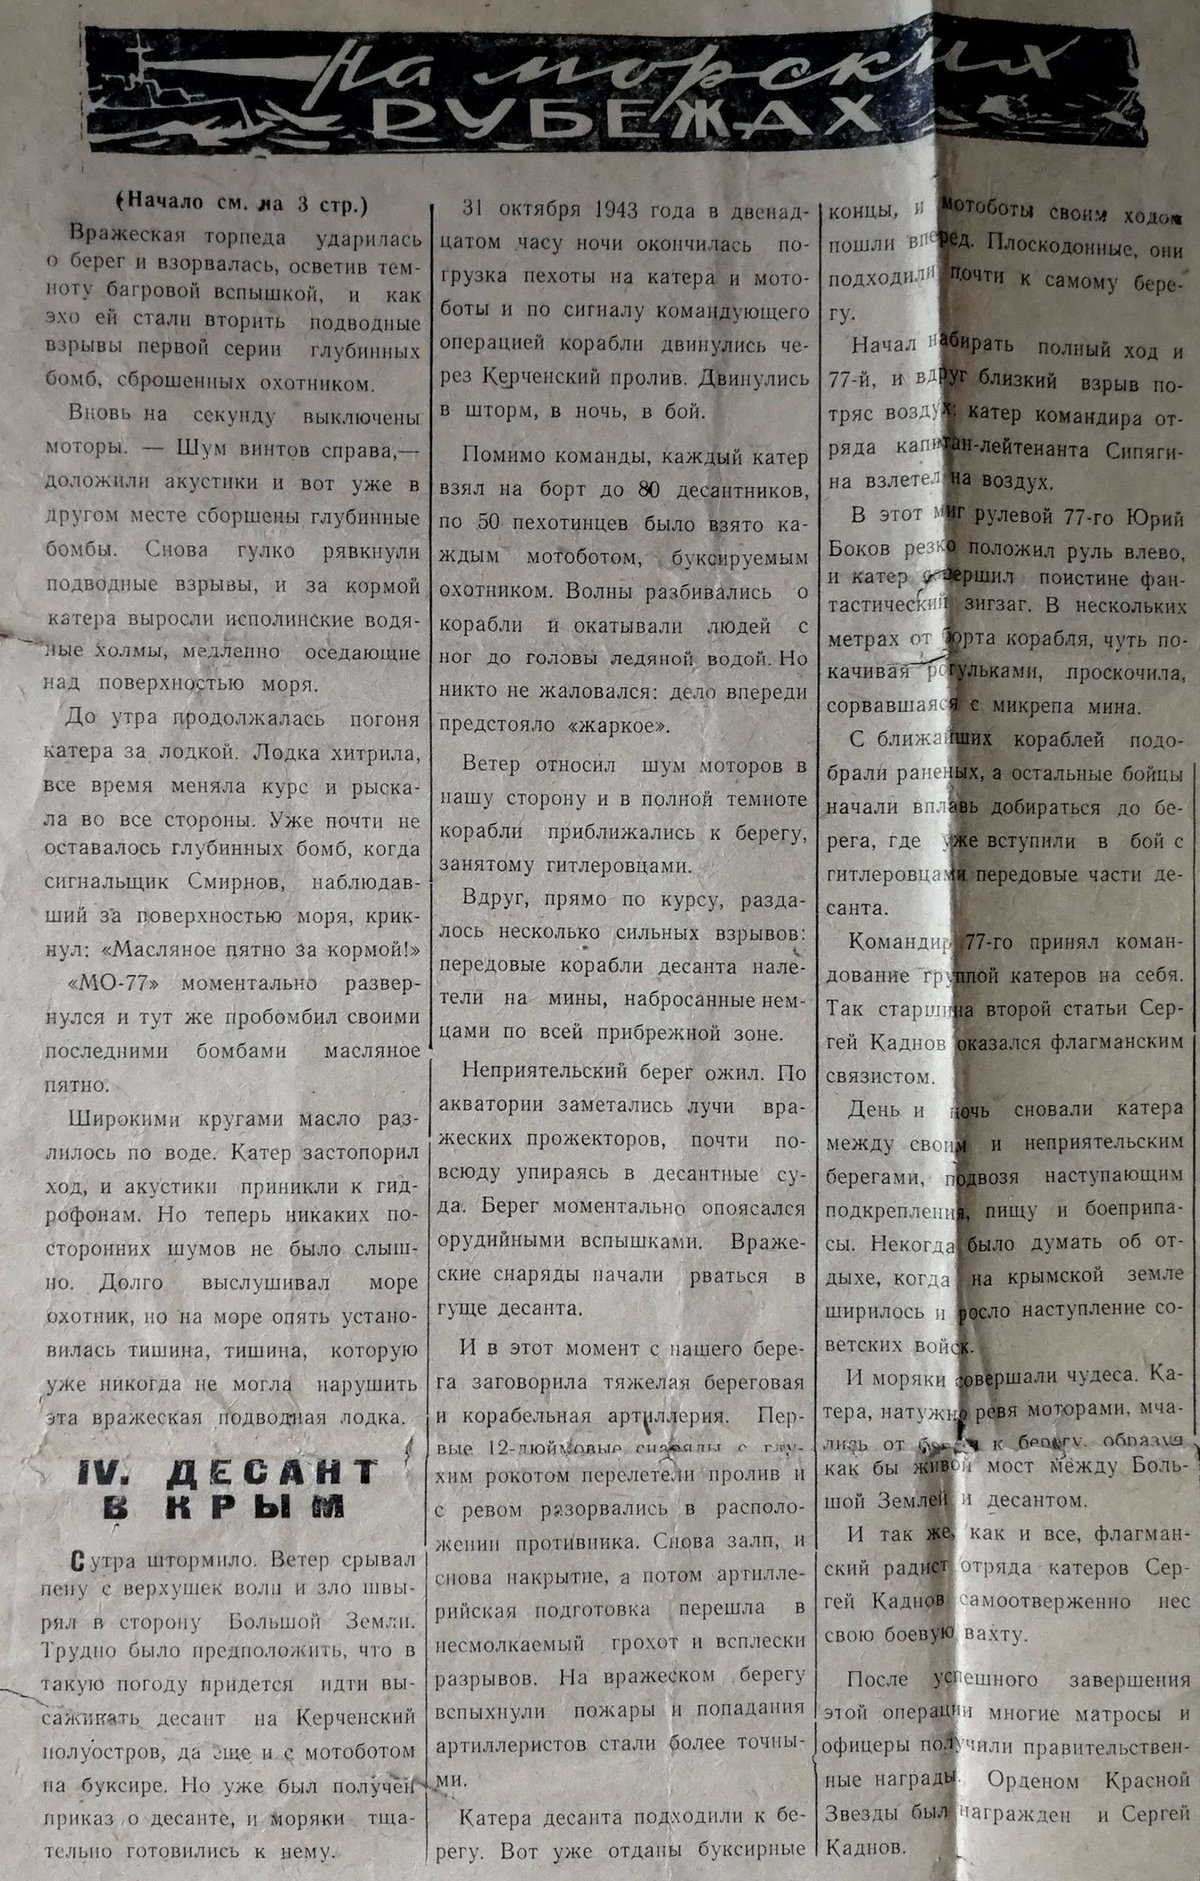 На морских
РУБЕЖАХ
(Начало см. на 3 стр.)
Вражеская торпеда ударилась
о берег и взорвалась, осветив тем-
ноту багровой вспышкой, и как
эхо ей стали вторить подводные
взрывы первой серии глубинных
бомб, сброшенных охотником.
Вновь на секунду выключены
моторы. — Шум винтов справа,—
доложили акустики и вот уже в
другом месте сборшены глубинные
бомбы. Снова гулко рявкнули
подводные взрывы, и за кормой
катера выросли исполинские водя-
ные холмы, медленно оседающие
над поверхностью моря.
До утра продолжалась погоня
катера за лодкой. Лодка хитрила,
все время меняла курс и рыска-
ла во все стороны. Уже почти не
оставалось глубинных бомб, когда
сигнальщик Смирнов, наблюдав-
ший за поверхностью моря, крик-
нул: «Масляное пятно за кормой!»
«МО-77» моментально развер-
нулся и тут же пробомбил своими
последними бомбами масляное
пятно.
Широкими кругами масло раз-
лилось по воде. Катер застопорил
ход, и акустики приникли к гид-
рофонам. Но теперь никаких по-
сторонних шумов не было слыш-
но. Долго выслушивал море
охотник, но на море опять устано-
вилась тишина, тишина, которую
уже никогда не могла нарушить
эта вражеская подводная лодка.
IV. ДЕСАНТ
В КРЫМ
С утра штормило. Ветер срывал
пену с верхушек волн и зло швы-
рял в сторону Большой Земли.
Трудно было предположить, что в
такую погоду придется идти вы-
саживать десант на Керченский
полуостров, да еще и с мотоботом
на буксире. Но уже был получен
приказ о десанте, и моряки тща-
тельно готовились к нему.
31 октября 1943 года в двенад-
цатом часу ночи окончилась по-
грузка пехоты на катера и мото-
боты и по сигналу командующего
операцией корабли двинулись че-
рез Керченский пролив. Двинулись
в шторм, в ночь, в бой.
Помимо команды, каждый катер
взял на борт до 80 десантников,
по 50 пехотинцев было взято ка-
ждым мотоботом, буксируемым
охотником. Волны разбивались о
корабли и окатывали людей с
ног до головы ледяной водой. Но
никто не жаловался: дело впереди
предстояло «жаркое».
Ветер относил шум моторов в
нашу сторону и в полной темноте
корабли приближались к берегу,
занятому гитлеровцами.
Вдруг, прямо по курсу, разда-
лось несколько сильных взрывов:
передовые корабли десанта нале-
тели на мины, набросанные нем-
цами по всей прибрежной зоне.
Неприятельский берег ожил. По
акватории заметались лучи вра-
жеских прожекторов, почти по-
всюду упираясь в десантные су-
да. Берег моментально опоясался
орудийными вспышками. Враже-
ские снаряды начали рваться в
гуще десанта.
И в этот момент с нашего бере-
га заговорила тяжелая береговая
и корабельная артиллерия. Пер-
вые 12-дюймовые снаряды с глу-
хим рокотом перелетели пролив и
с ревом разорвались в располо-
жении противника. Снова залп, и
снова накрытие, а потом артилле-
рийская подготовка перешла в
несмолкаемый грохот и всплески
разрывов. На вражеском берегу
вспыхнули пожары и попадания
артиллеристов стали более точны-
ми.
Катера десанта подходили к бе-
регу. Вот уже отданы буксирные
концы, и мотоботы своим ходом
пошли вперед. Плоскодонные, они
подходили почти к самому бере-
гу.
Начал набирать полный ход и
77-й, и вдруг близкий взрыв по-
тряс воздух: катер командира от-
ряда капитан-лейтенанта Сипяги-
на взлетел на воздух.
В этот миг рулевой 77-го Юрий
Боков резко положил руль влево,
и катер совершил поистине фан-
тастический зигзаг. В нескольких
метрах от борта корабля, чуть по-
качивая рогульками, проскочила,
сорвавшаяся с микрепа мина.
С ближайших кораблей подо-
брали раненых, а остальные бойцы
начали вплавь добираться до бе-
рега, где уже вступили в бой с
гитлеровцами передовые части де-
санта.
Командир 77-го принял коман-
дование группой катеров на себя.
Так старшина второй статьи Сер-
гей Каднов оказался флагманским
связистом.
День и ночь сновали катера
между своим и неприятельским
берегами, подвозя наступающим
подкрепления, пищу и боеприпа-
сы. Некогда было думать об от-
дыхе, когда на крымской земле
ширилось и росло наступление со-
ветских войск.
И моряки совершали чудеса. Ка-
тера, натужно ревя моторами, мча-
лись от берега к берегу, образуя
как бы живой мост между Боль-
шой Землей и десантом.
И так же, как и все, флагман-
ский радист отряда катеров Сер-
гей Каднов самоотверженно нес
свою боевую вахту.
После успешного завершения
этой операции многие матросы и
офицеры получили правительствен-
ные награды. Орденом Красной
Звезды был награжден и Сергей
Каднов.